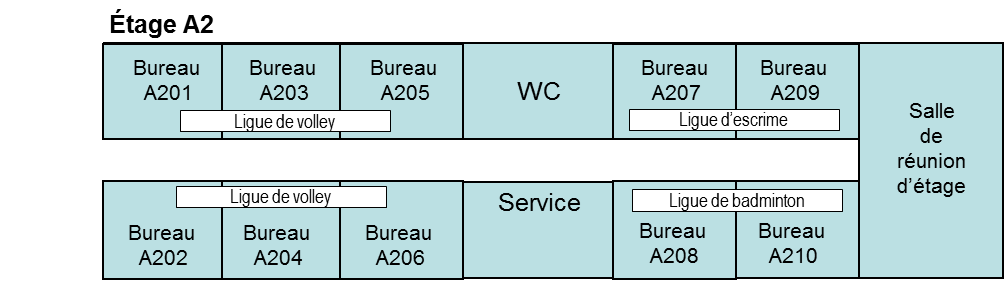 Étage A2
Bureau
A201
Bureau
A203
Bureau
A205
WC
Bureau
A207
Bureau
A209
Ligue de volley
Ligue d’escrime
Salle
de
réunion
d’étage
Ligue de volley
Service
Ligue de badminton
Bureau
A202
Bureau
A204
Bureau
A206
Bureau
A208
Bureau
A210